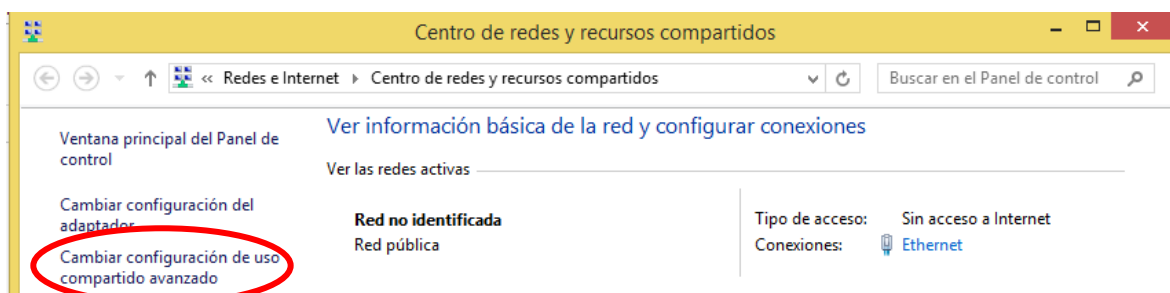 Centro de redes y recursos compartidos
« Redes e Internet ▸ Centro de redes y recursos compartidos
Buscar en el Panel de control
Ventana principal del Panel de
control
Cambiar configuración del
adaptador
Cambiar configuración de uso
compartido avanzado
Ver información básica de la red y configurar conexiones
Ver las redes activas
Red no identificada
Red pública
Tipo de acceso: Sin acceso a Internet
Conexiones: Ethernet